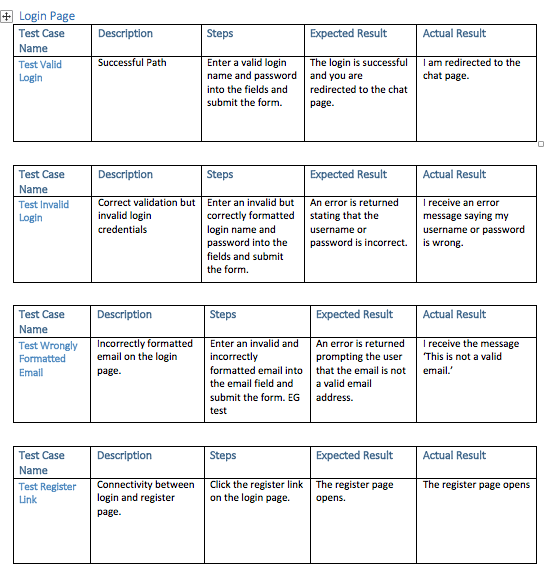 Login Page
Test Case Name
Description
Steps
Expected Result
Actual Result
Test Valid
Login
Successful Path
Enter a valid login
name and password
into the fields and
submit the form.
The login is successful
and you are
redirected to the chat
page.
I am redirected to the
chat page.
Test Case
Name
Description
Steps
Expected Result
Actual Result
Test Invalid
Login
Correct validation but
invalid login
credentials
Enter an invalid but
correctly formatted
login name and
password into the
fields and submit
the form.
An error is returned
stating that the
username or
password is incorrect.
I receive an error
message saying my
username or password
is wrong.
Test Case
Name
Description
Steps
Expected Result
Actual Result
Test Wrongly
Formatted
Email
Incorrectly formatted
email on the login
page.
Enter an invalid and
incorrectly
formatted email into
the email field and
submit the form. EG
test
An error is returned
prompting the user
that the email is not
a valid email
address.
I receive the message
‘This is not a valid
email.’
Test Case
Name
Description
Steps
Expected Result
Actual Result
Test Register
Link
Connectivity between
login and register
page.
Click the register link
on the login page.
The register page
opens.
The register page opens